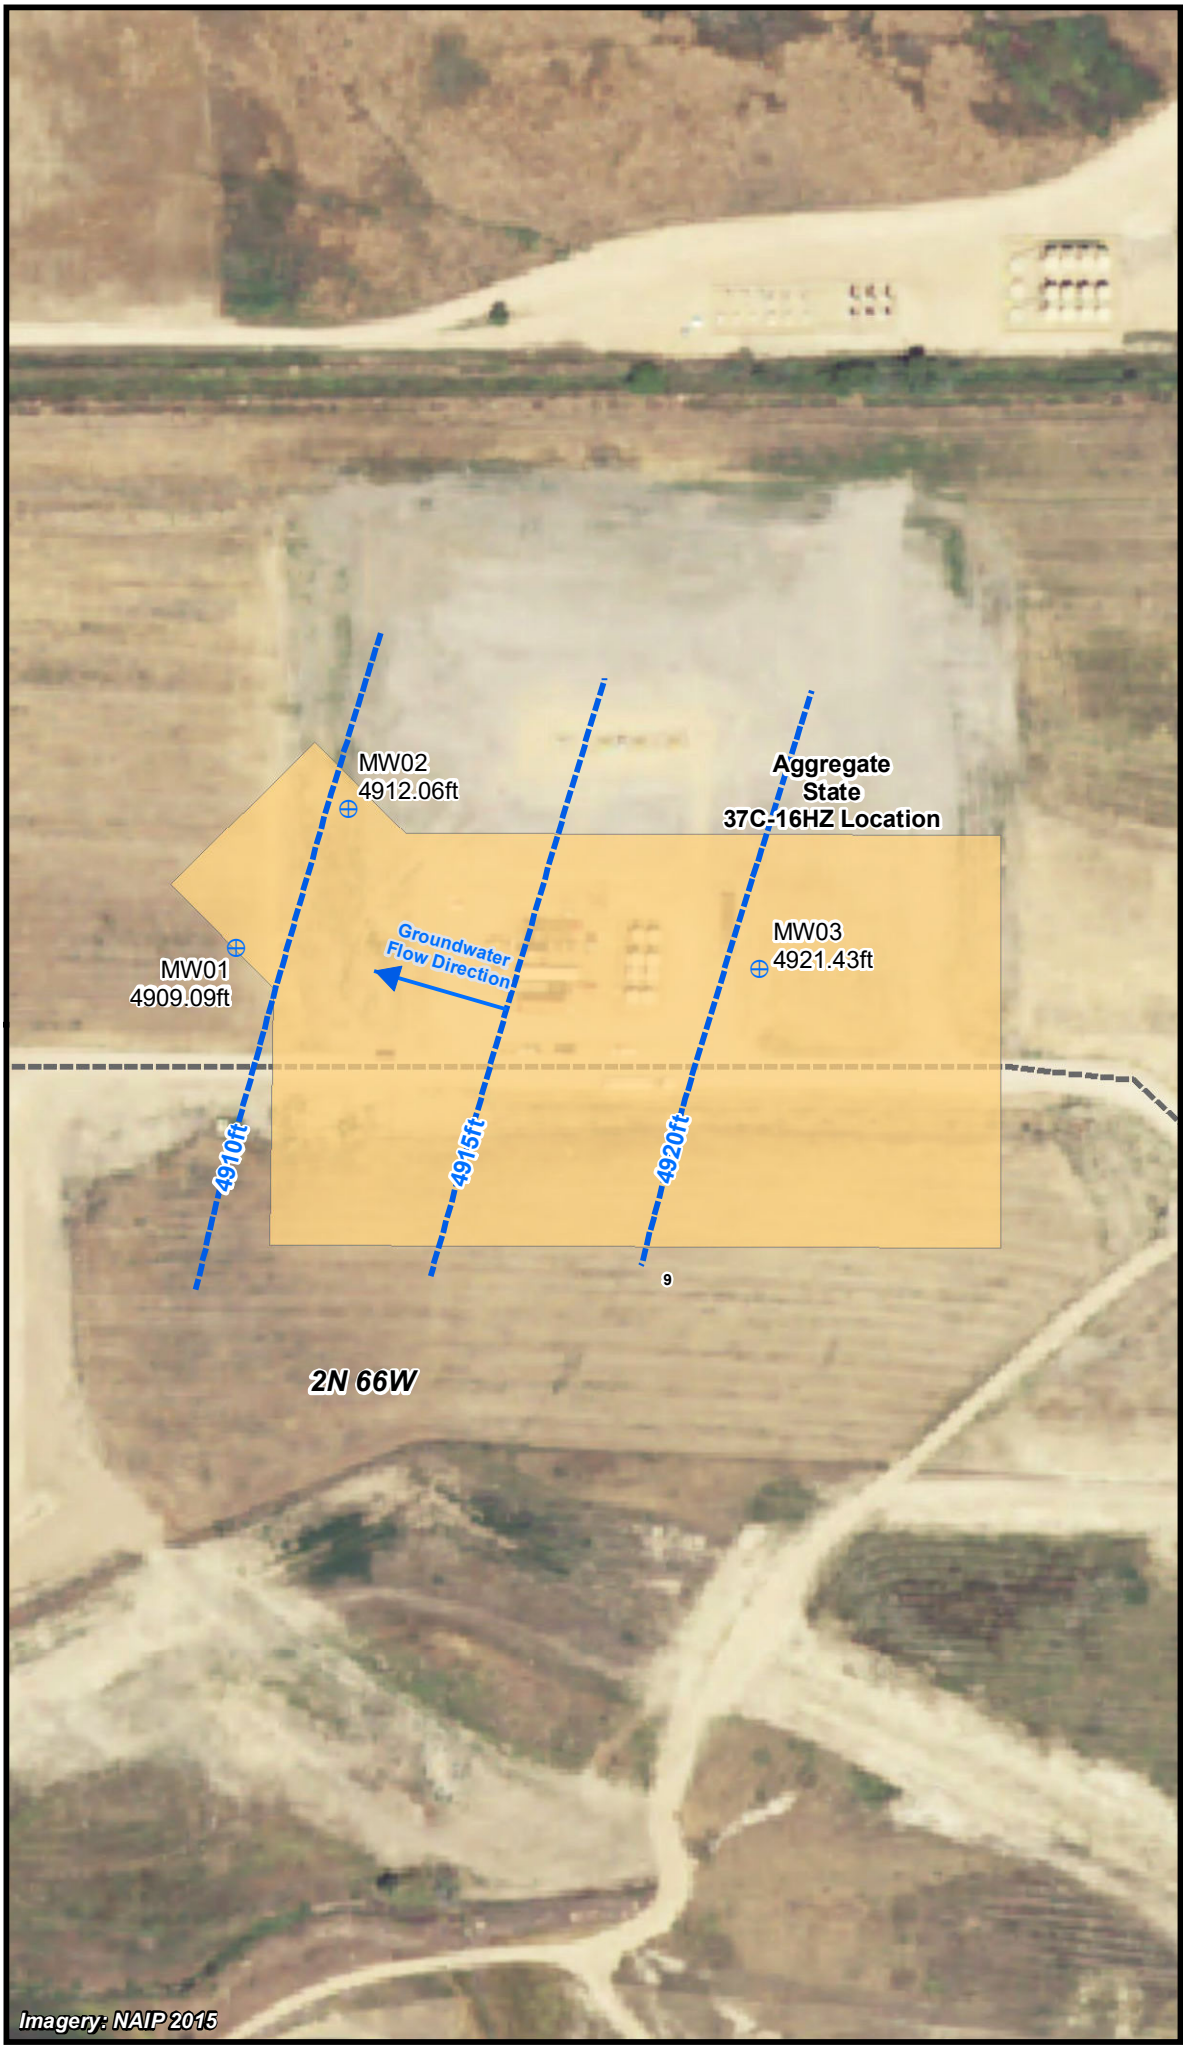 MW02
4912.06ft
Aggregate
State
37C-16HZ Location
Groundwater
Flow Direction
MW03
4921.43ft
MW01
4909.09ft
4910ft
4915ft
4920ft
9
2N 66W
Imagery: NAIP 2015